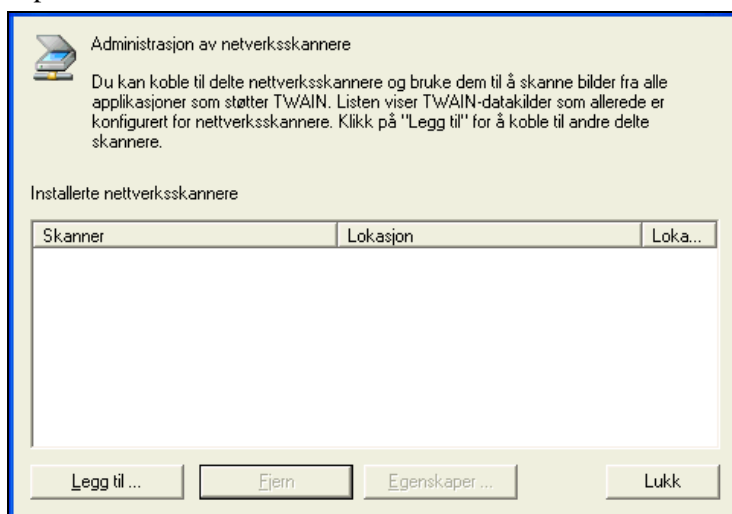 Administrasjon av netverksskannere
Du kan koble til delte nettverksskannere og bruke dem til å skanne bilder fra alle
applikasjoner som støtter TWAIN. Listen viser TWAIN-datakilder som allerede er
konfigurert for nettverksskannere. Klikk på "Legg til" for å koble til andre delte
skannere.
Installerte nettverksskannere
Skanner Lokasjon Loka...
Legg til ... Fjern Egenskaper ... Lukk